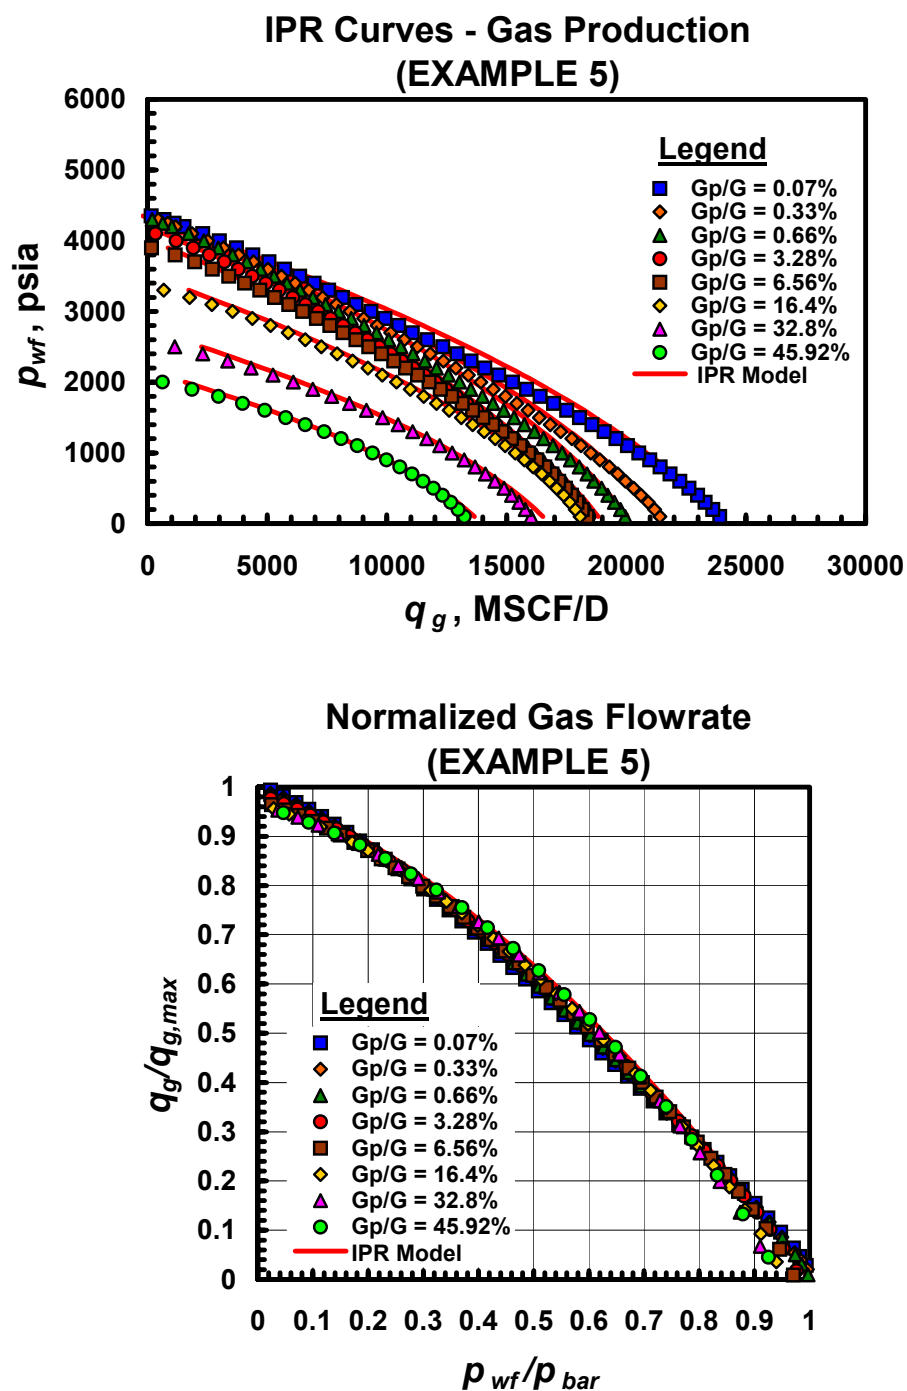 IPR Curves - Gas Production
(EXAMPLE 5)
6000
5000
4000
3000
2000
1000
0
p wf, psia
Legend
Gp/G = 0.07%
Gp/G = 0.33%
Gp/G = 0.66%
Gp/G = 3.28%
Gp/G = 6.56%
Gp/G = 16.4%
Gp/G = 32.8%
Gp/G = 45.92%
IPR Model
0 5000 10000 15000 20000 25000 30000
q g , MSCF/D
Normalized Gas Flowrate
(EXAMPLE 5)
1
0.9
0.8
0.7
0.6
0.5
0.4
0.3
0.2
0.1
0
qg/qg,max
Legend
Gp/G = 0.07%
Gp/G = 0.33%
Gp/G = 0.66%
Gp/G = 3.28%
Gp/G = 6.56%
Gp/G = 16.4%
Gp/G = 32.8%
Gp/G = 45.92%
IPR Model
0 0.1 0.2 0.3 0.4 0.5 0.6 0.7 0.8 0.9 1
p wf /p bar